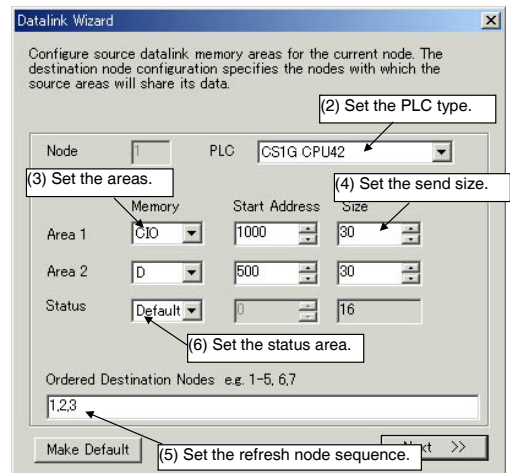 Datalink Wizard
Configure source datalink memory areas for the current node. The
destination node configuration specifies the nodes with which the
source areas will share its data.
(2) Set the PLC type.
Node 1 PLC CS1G CPU42
(3) Set the areas.
(4) Set the send size.
Memory Start Address Size
Area 1 CIO 1000 30
Area 2 D 500 30
Status Default 0 16
(6) Set the status area.
Ordered Destination Nodes e.g. 1-5, 6,7
1,2,3
Make Default
(5) Set the refresh node sequence.
>>